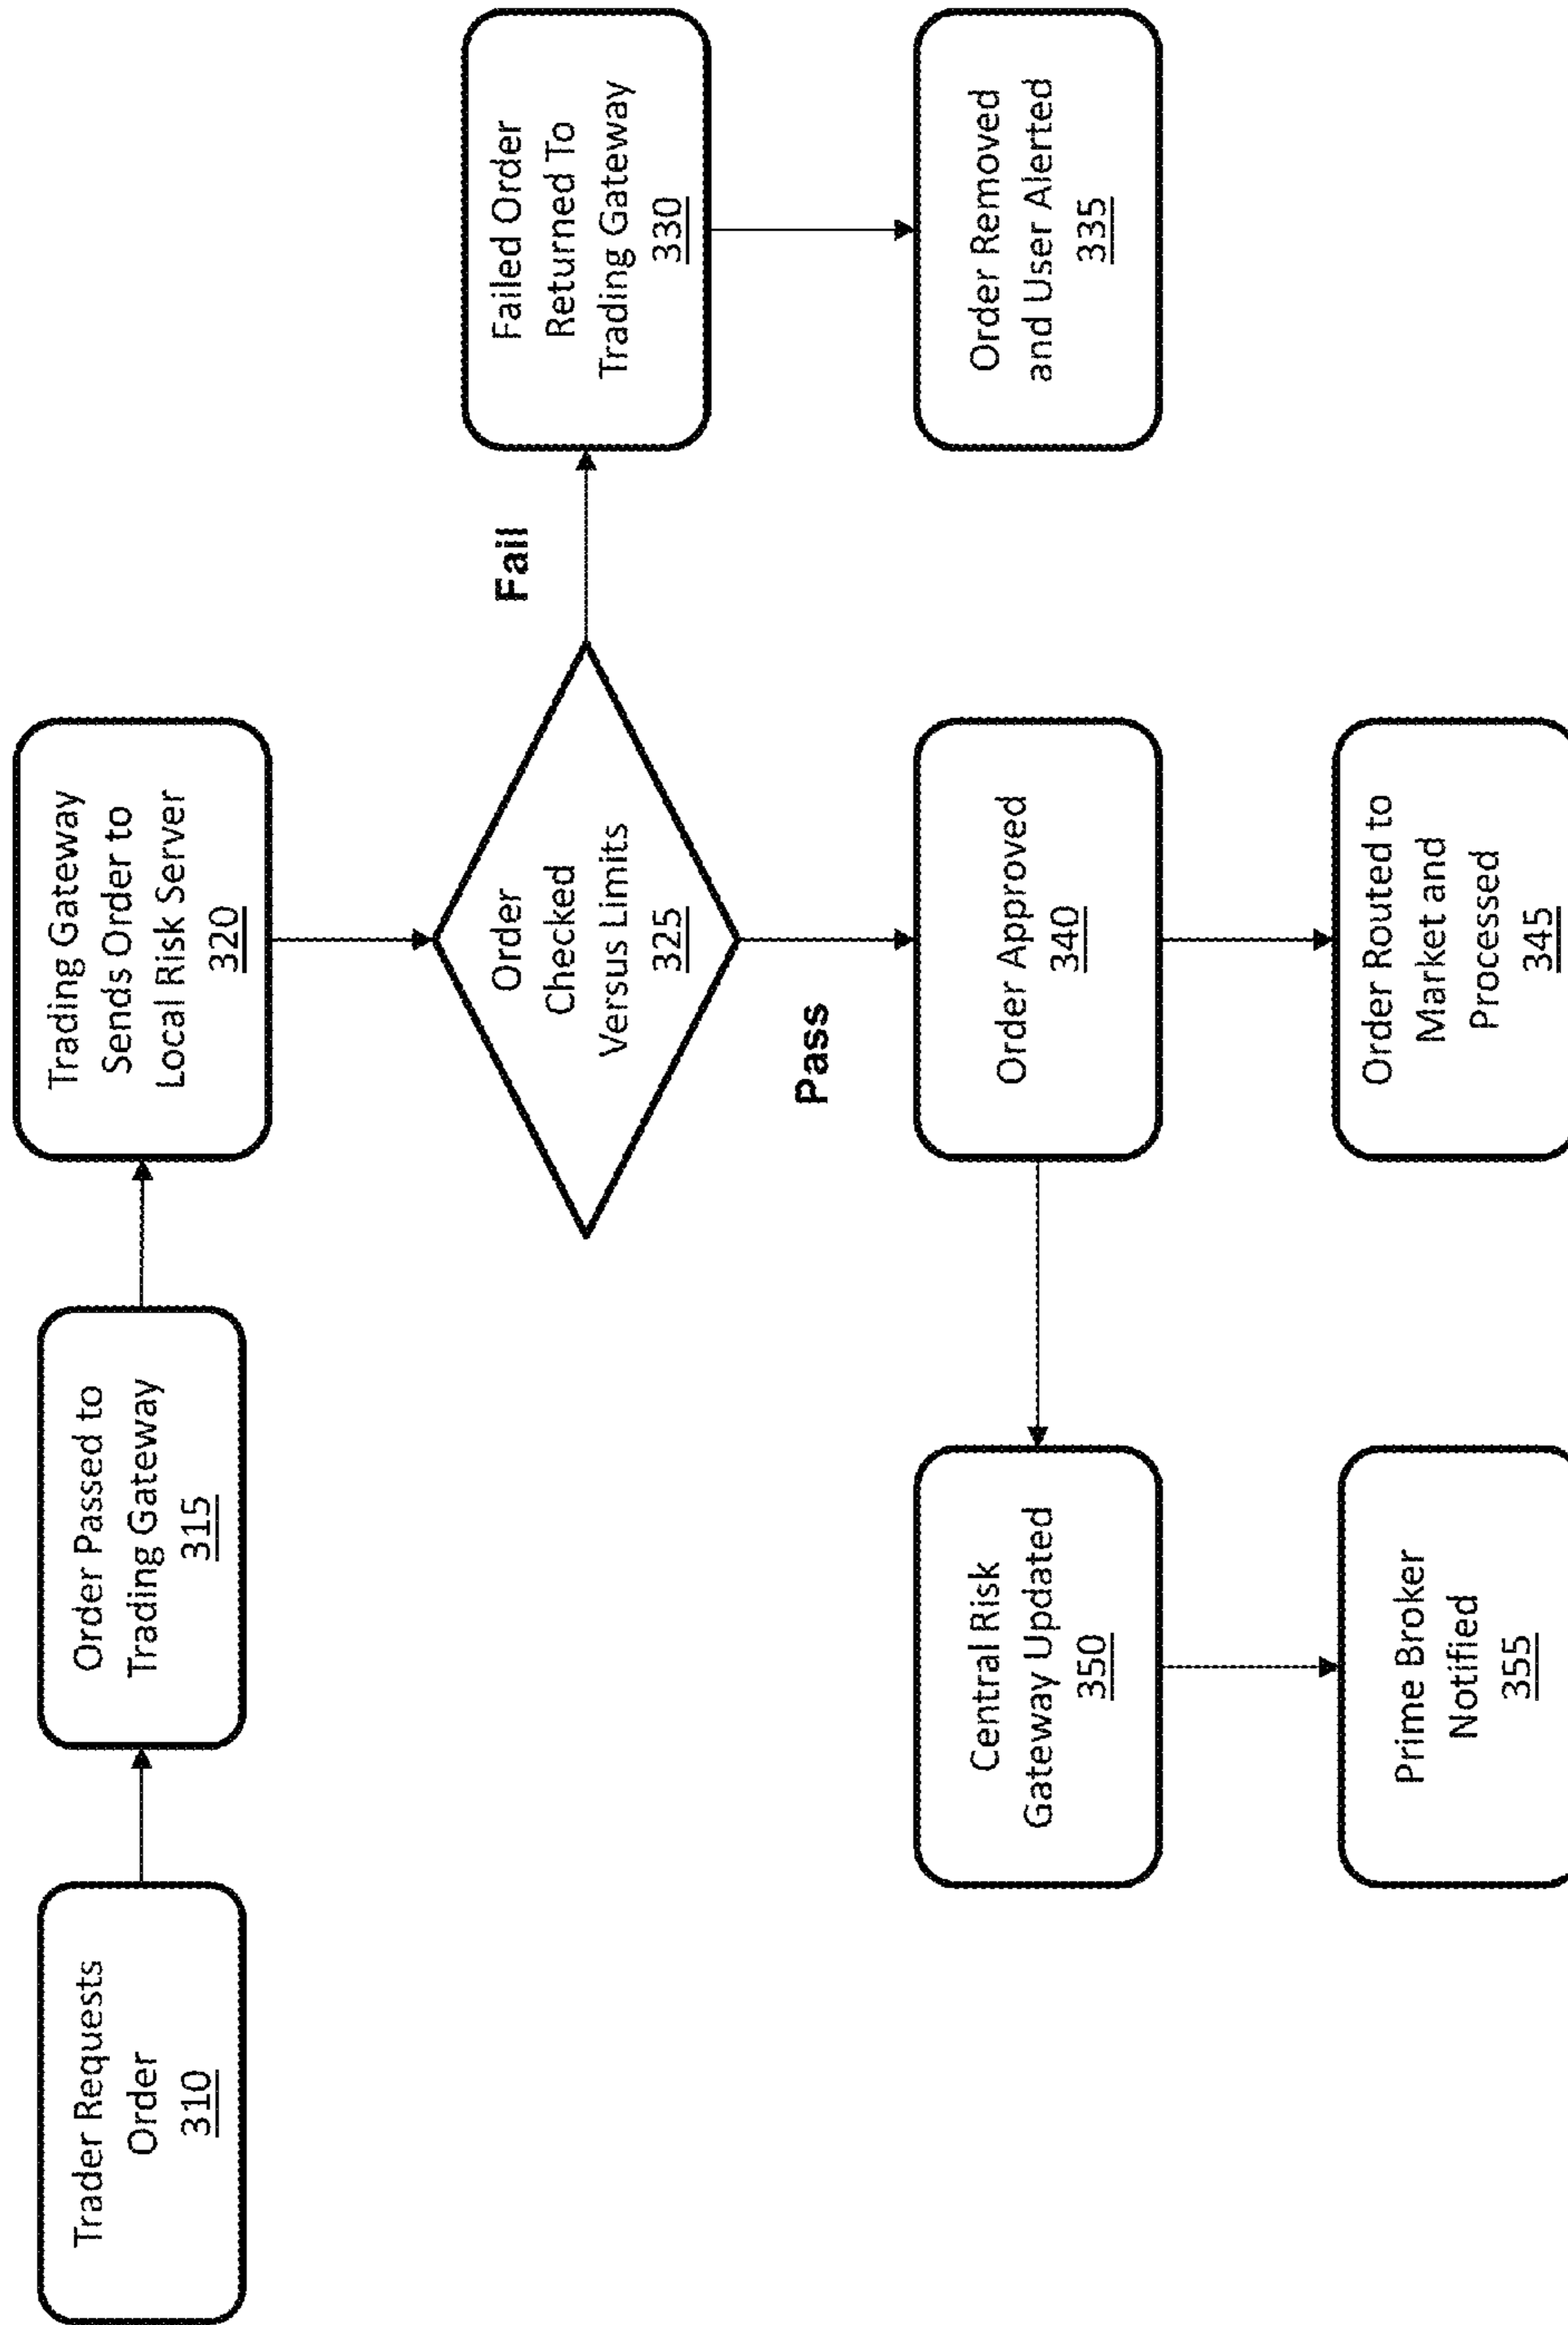 Trader Requests
Order
310
Order Passed to
Trading Gateway
315
Trading Gateway
Sends Order to
Local Risk Server
320
Order
Checked
Versus Limits
325
Fail
Failed Order
Returned To
Trading Gateway
330
Order Removed
and User Alerted
335
Pass
Order Approved
340
Order Routed to
Market and
Processed
345
Central Risk
Gateway Updated
350
Prime Broker
Notified
355